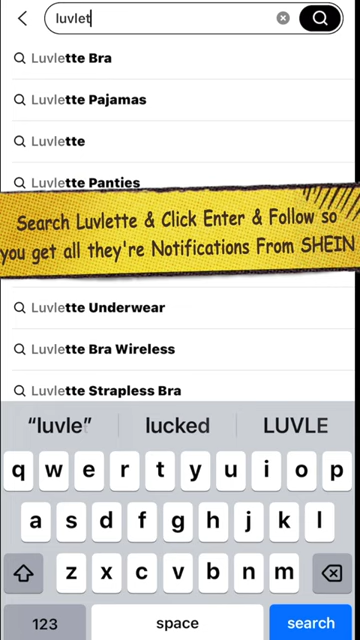 luvlet
Luvlette Bra
Luvlette Pajamas
Luvlette
Luvlette Panties
Search Luvlette & Click Enter & Follow so
you get all they're Notifications From SHEIN
Luvlette Underwear
Luvlette Bra Wireless
Luvlette Strapless Bra
“luvle” lucked LUVLE
q w e r t y u i o p
a s d f g h j k l
z x c v b n m
123 space search